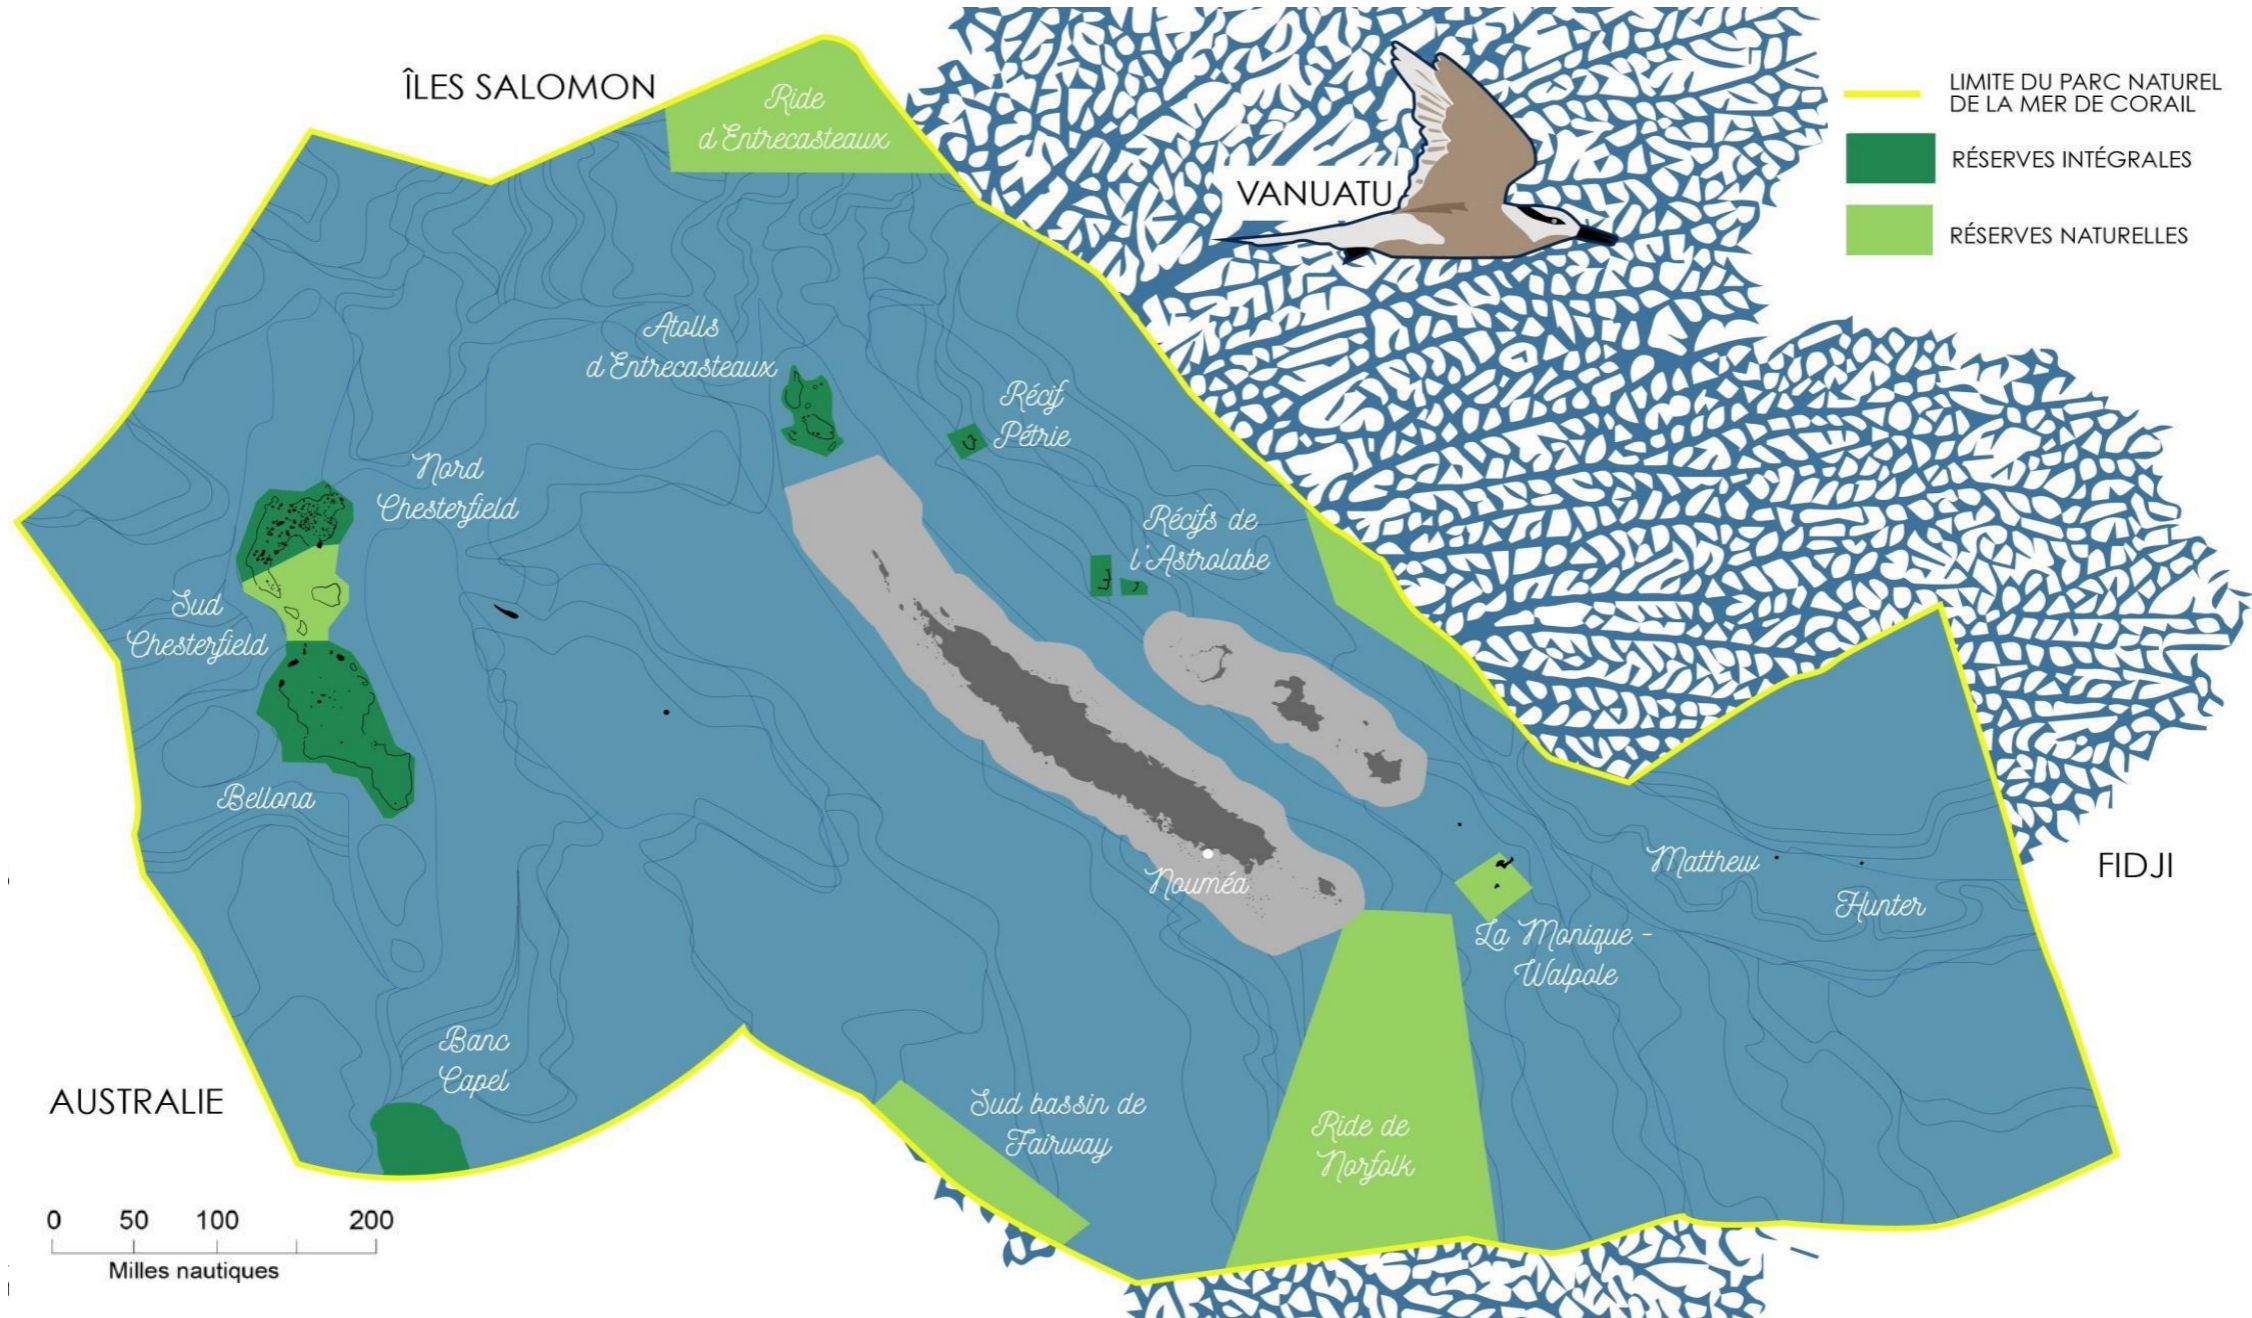 ÎLES SALOMON
Ride
d'Entrecasteaux
VANUATU
LIMITE DU PARC NATUREL
DE LA MER DE CORAIL
RÉSERVES INTÉGRALES
RÉSERVES NATURELLES
Atolls
d'Entrecasteaux
Récif
Pétrie
Nord
Chesterfield
Récifs de
l'Astrolabe
Sud
Chesterfield
Bellona
Nouméa
Matthew
Hunter
FIDJI
La Monique -
Walpole
Banc
Capel
AUSTRALIE
Sud bassin de
Fairway
Ride de
Norfolk
0 50 100 200
Milles nautiques